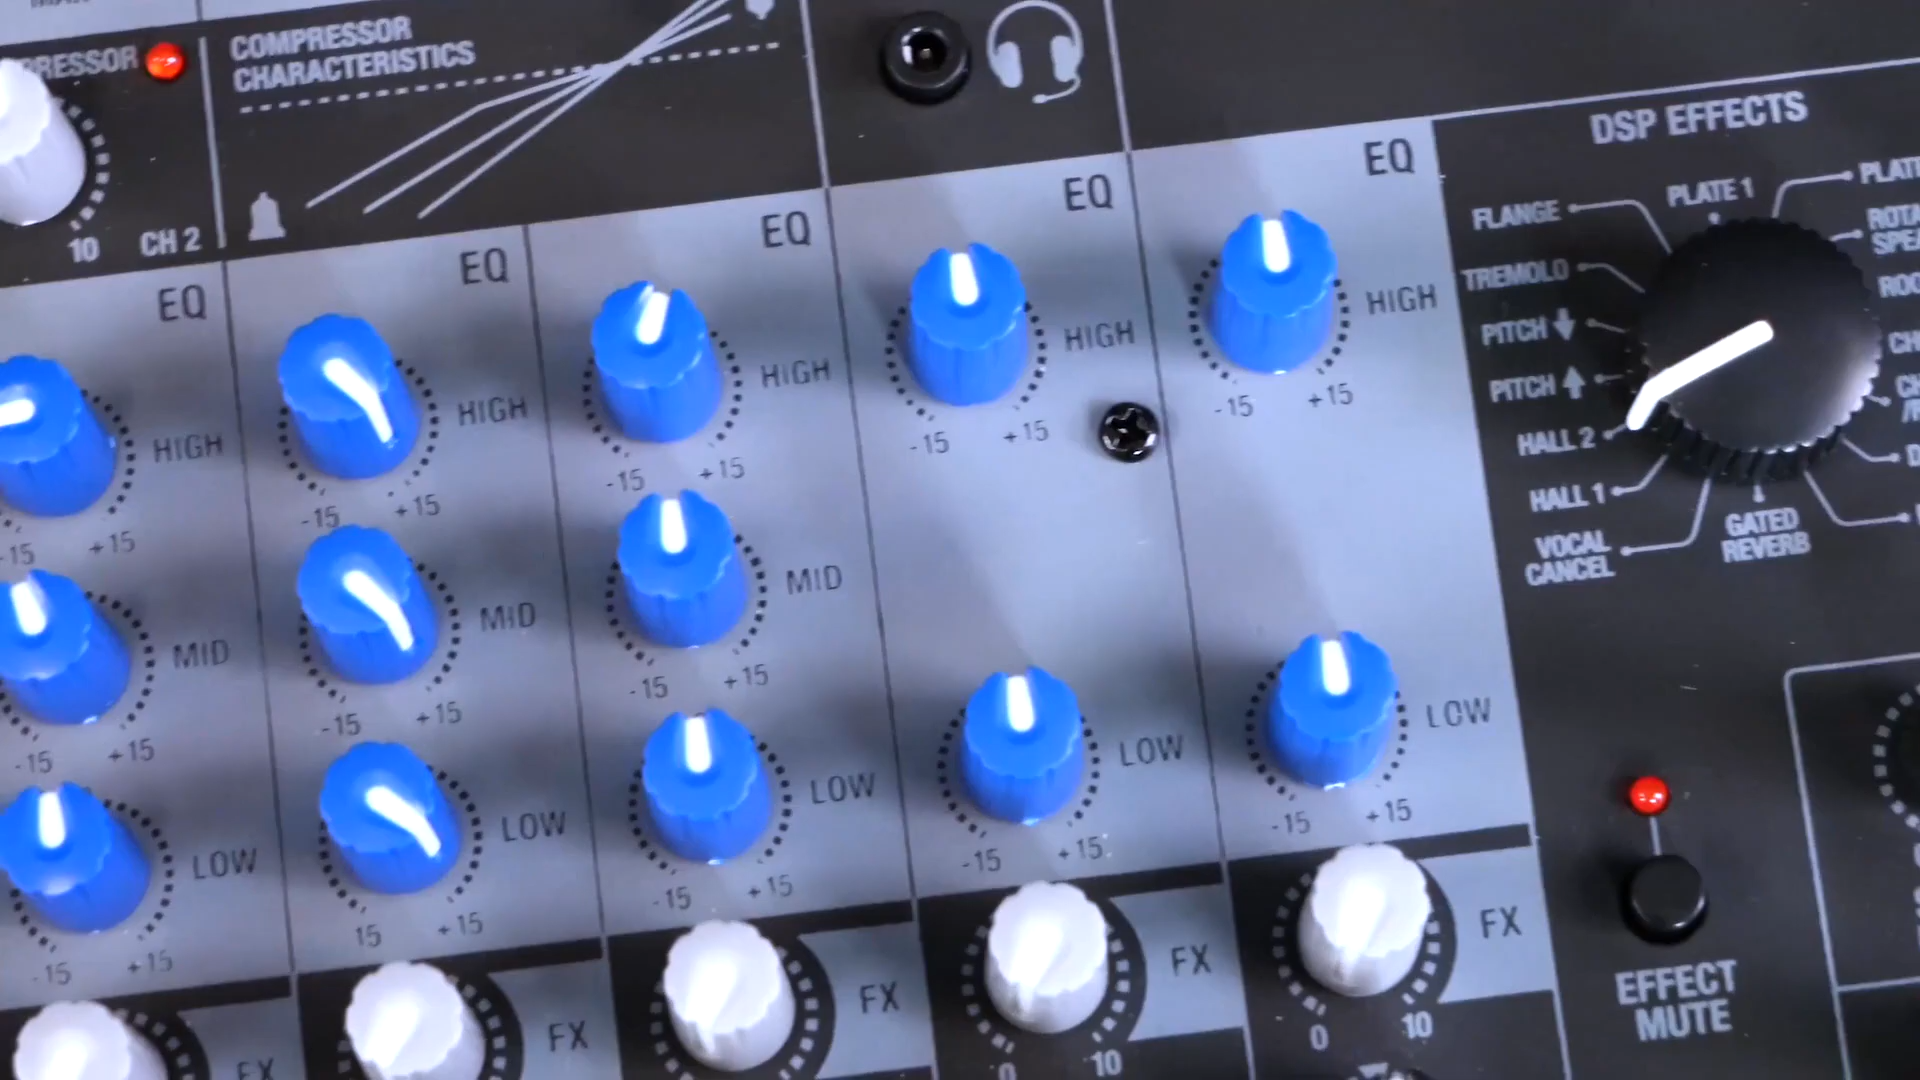 COMPRESSOR
CHARACTERISTICS
10
CH 2
DSP EFFECTS
FLANGE
PLATE 1
TREMOLO
PITCH
PITCH
HALL 2
HALL 1
VOCAL
CANCEL
GATED
REVERB
EQ
EQ
EQ
EQ
EQ
HIGH
HIGH
HIGH
HIGH
HIGH
-15 +15
-15 +15
-15 +15
-15 +15
-15 +15
MID
MID
MID
-15 +15
-15 +15
-15 +15
LOW
LOW
LOW
LOW
LOW
-15 +15
15 +15
-15 +15
-15 +15
-15 +15
FX
FX
FX
FX
FX
0 10
0 10
EFFECT
MUTE